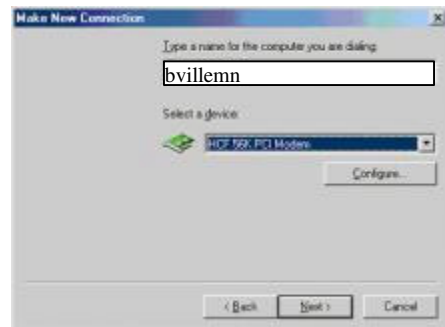 Make New Connection
Type a name for the computer you are dialing:
bvillemn
Select a device:
HCF 56K PCI Modem
Configure...
< Back
Next >
Cancel